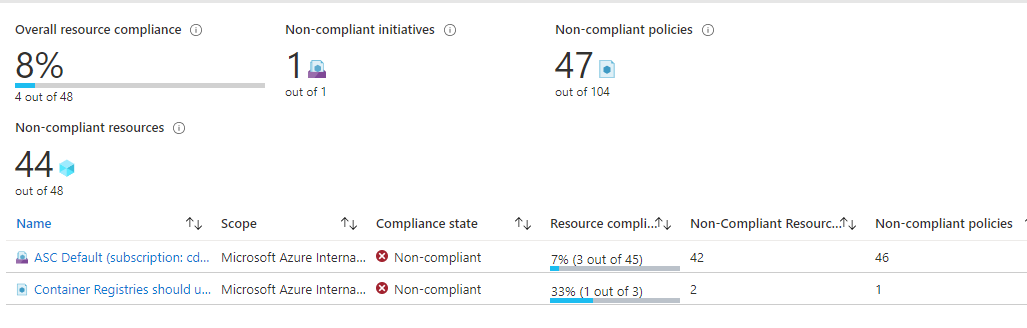 Overall resource compliance
Non-compliant initiatives
Non-compliant policies
8%
1
47
4 out of 48
out of 1
out of 104
Non-compliant resources
44
out of 48
Name Scope Compliance state Resource compli... Non-Compliant Resourc... Non-compliant policies
ASC Default (subscription: cd... Microsoft Azure Interna... Non-compliant 7% (3 out of 45) 42 46
Container Registries should u... Microsoft Azure Interna... Non-compliant 33% (1 out of 3) 2 1